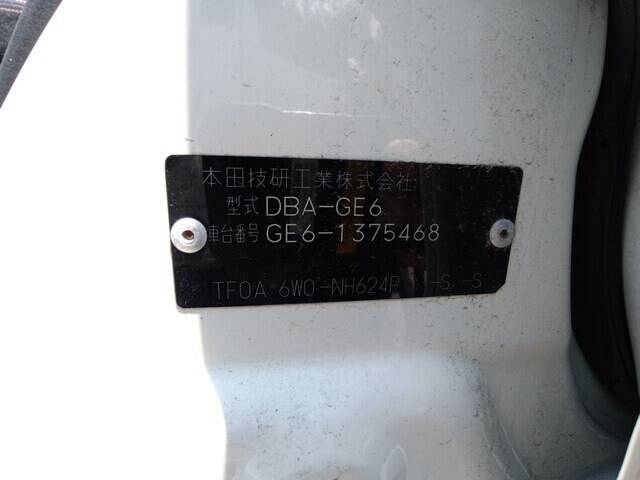 本田技研工業株式会社
型式 DBA-GE6
車台番号 GE6-1375468
TF0A 6W0-NH624P -S -S